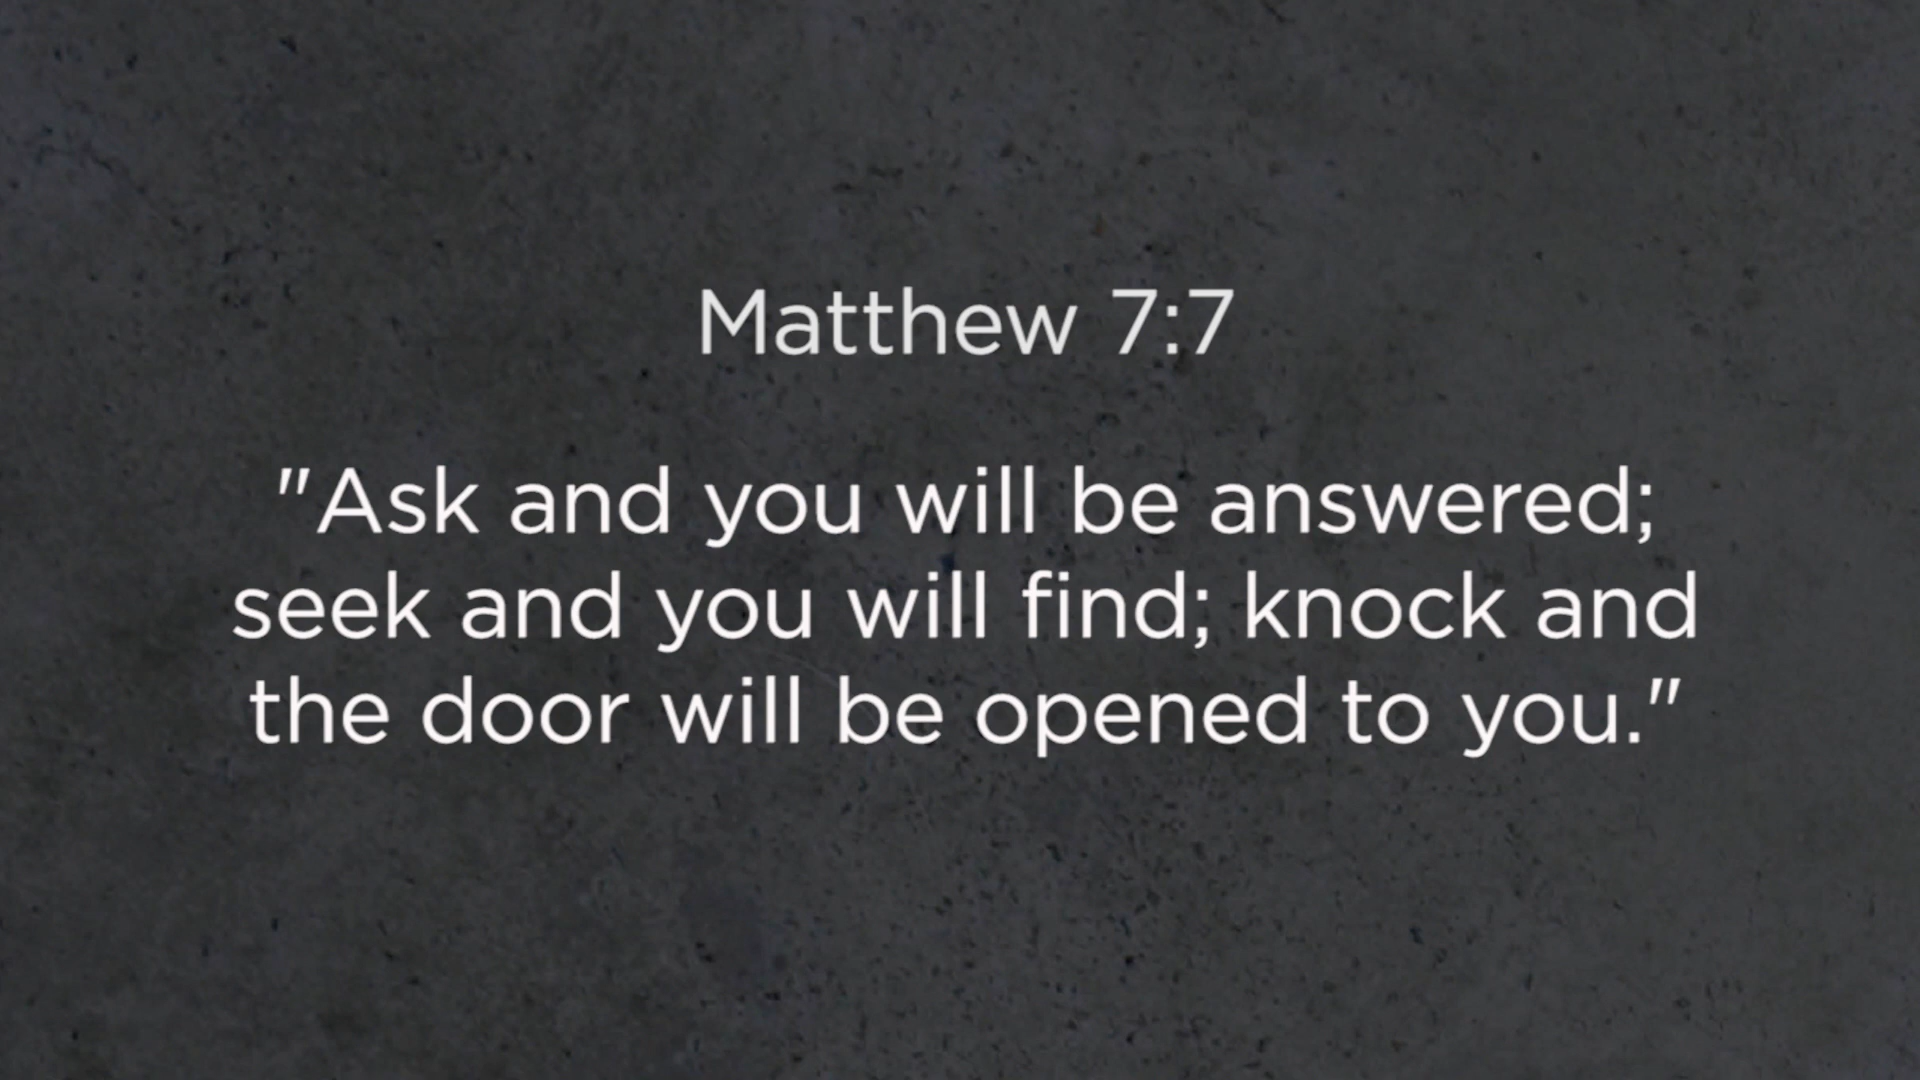 Matthew 7:7
"Ask and you will be answered;
seek and you will find; knock and
the door will be opened to you."